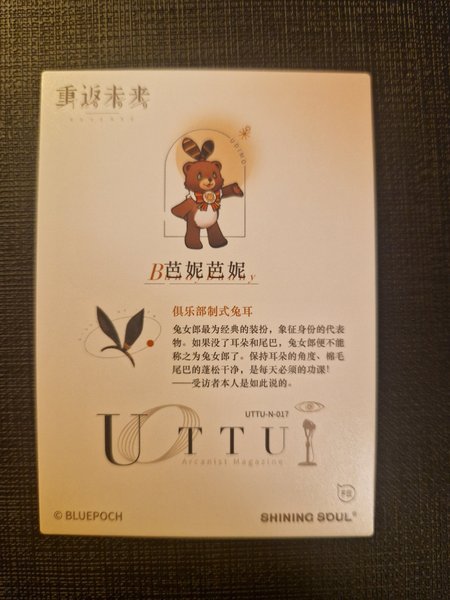 重返未来
REVERSE
UDIMO
Bunny Bunny
芭妮芭妮
俱乐部制式兔耳
兔女郎最为经典的装扮，象征身份的代表
物。如果没了耳朵和尾巴，兔女郎便不能
称之为兔女郎了。保持耳朵的角度、棉毛
尾巴的蓬松干净，是每天必须的功课！
——受访者本人是如此说的。
UTTU-N-017
UTTU
Arcanist Magazine
© BLUEPOCH
SHINING SOUL®